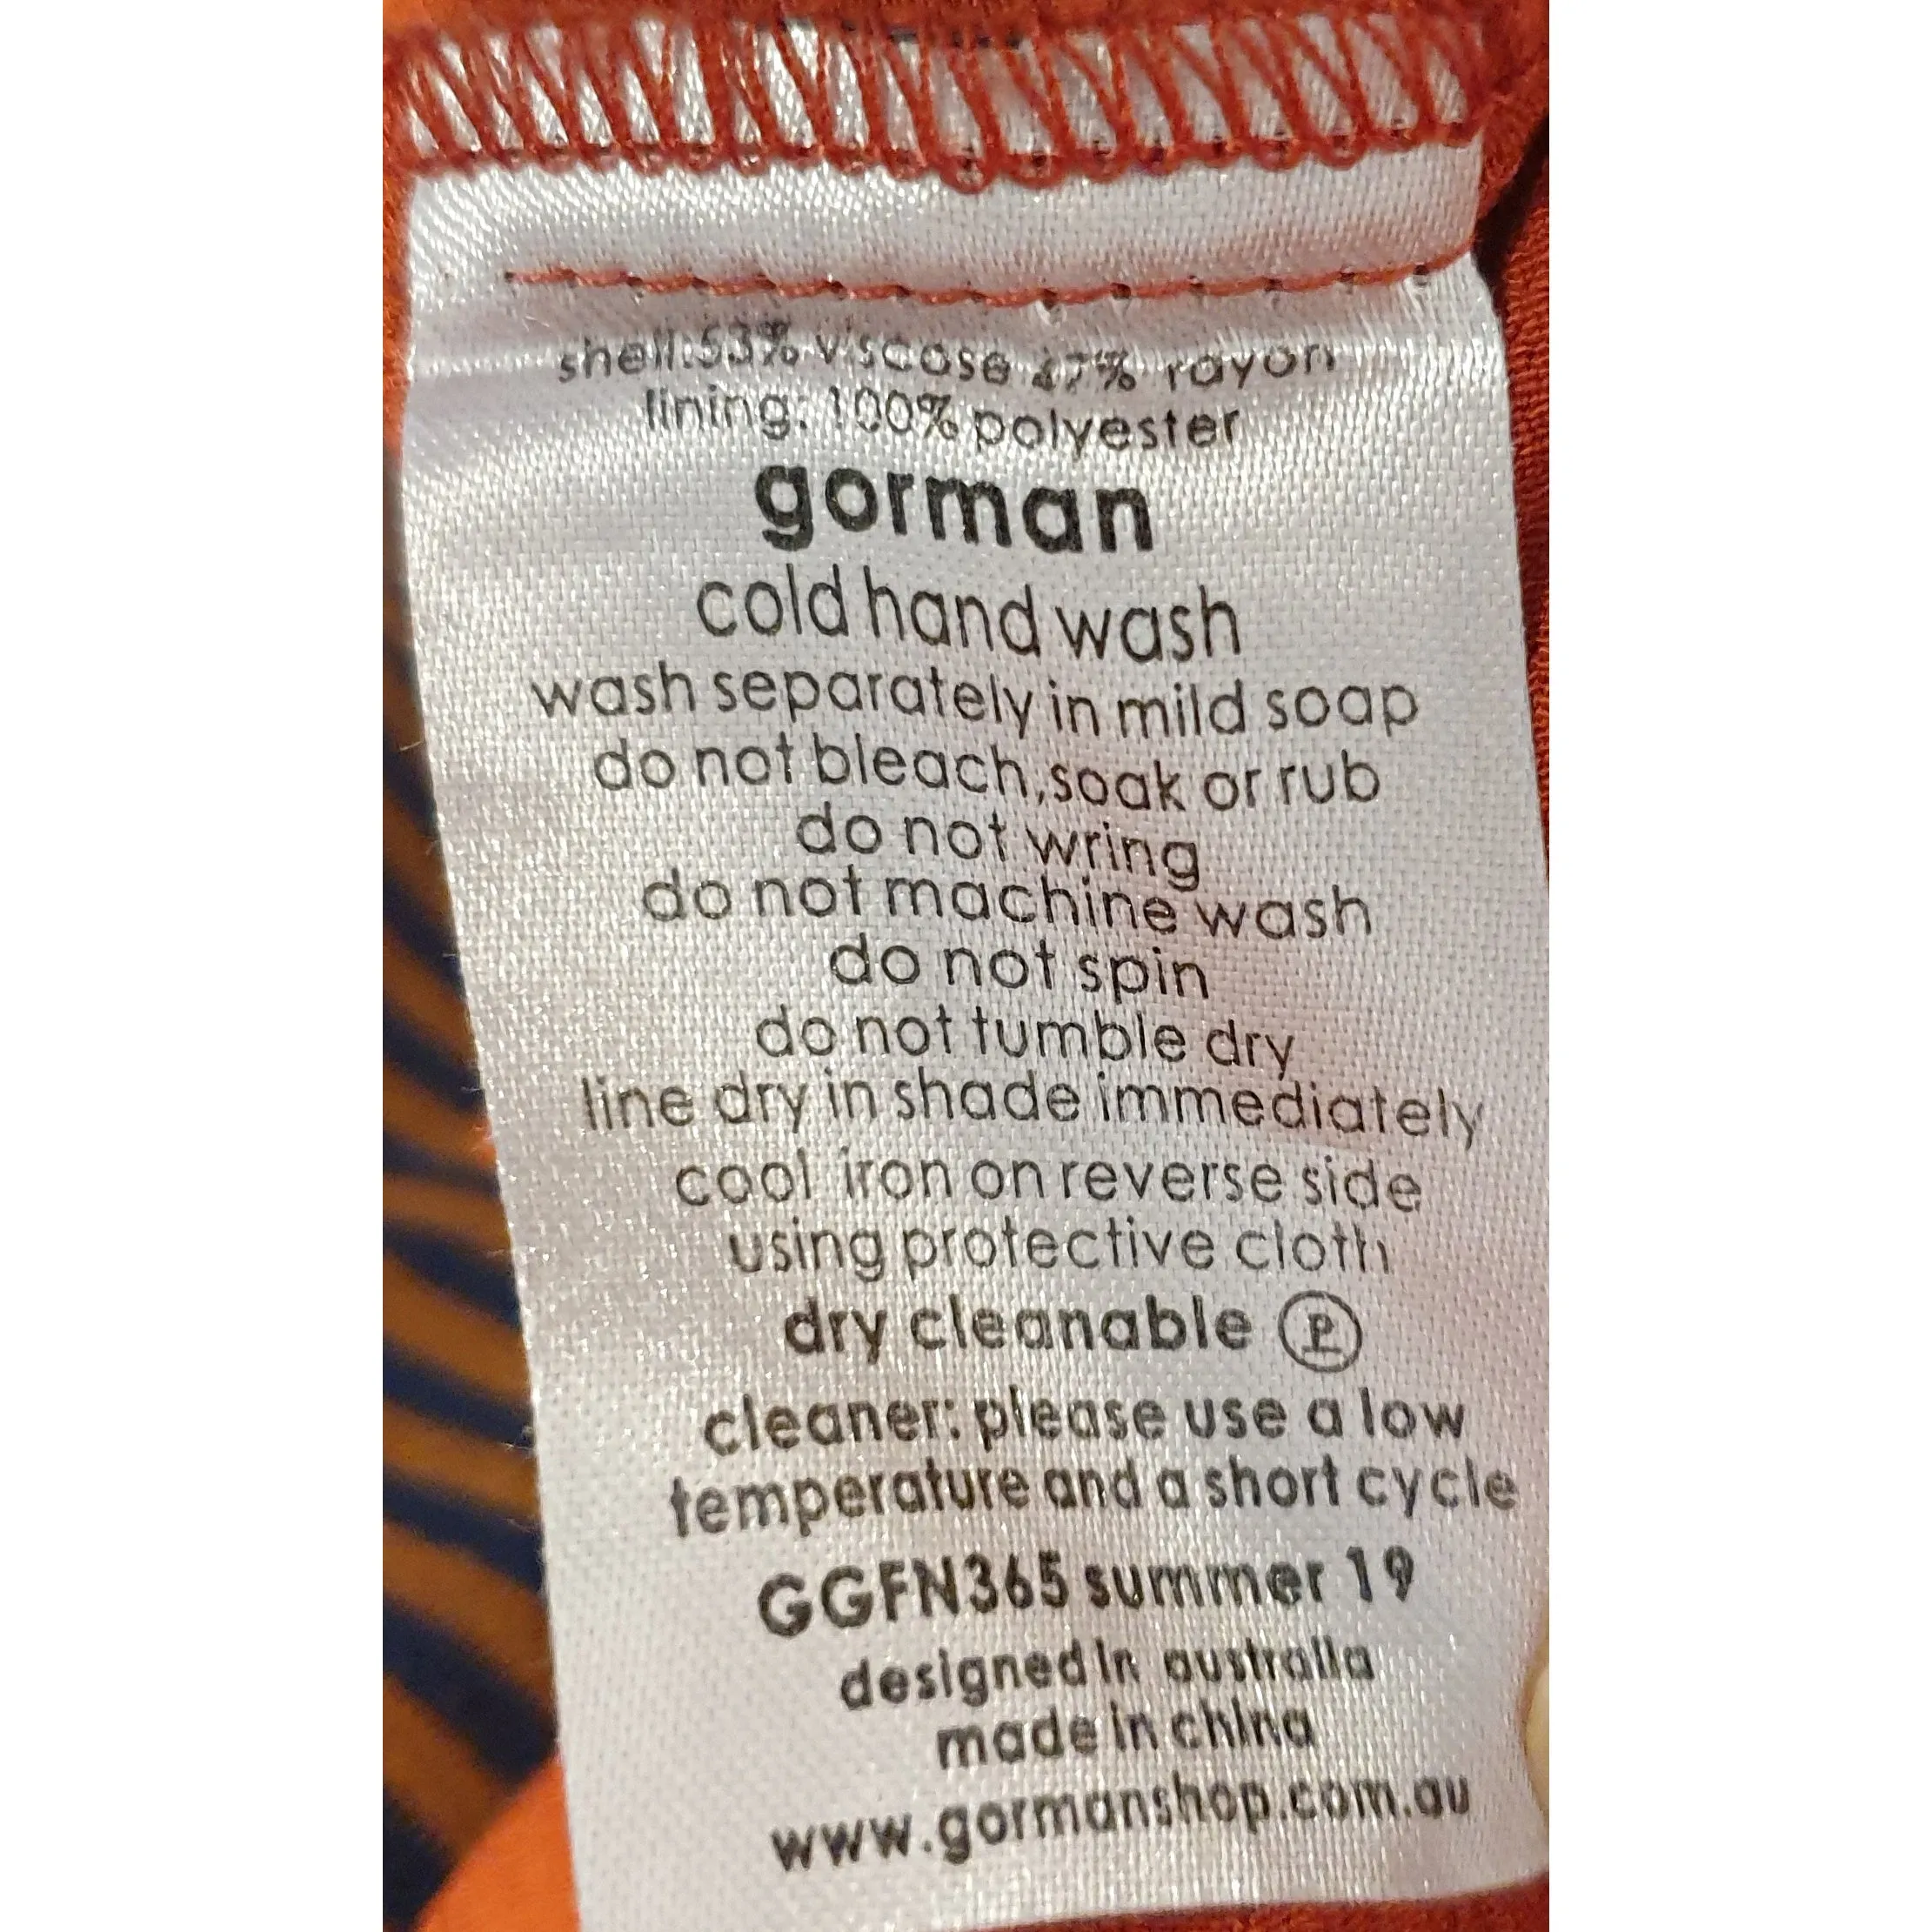 shell:53% viscose 47% rayon
lining: 100% polyester
gorman
cold hand wash
wash separately in mild soap
do not bleach,soak or rub
do not wring
do not machine wash
do not spin
do not tumble dry
line dry in shade immediately
cool iron on reverse side
using protective cloth
dry cleanable P
cleaner: please use a low
temperature and a short cycle
GGFN365 summer 19
designed in australia
made in china
www.gormanshop.com.au